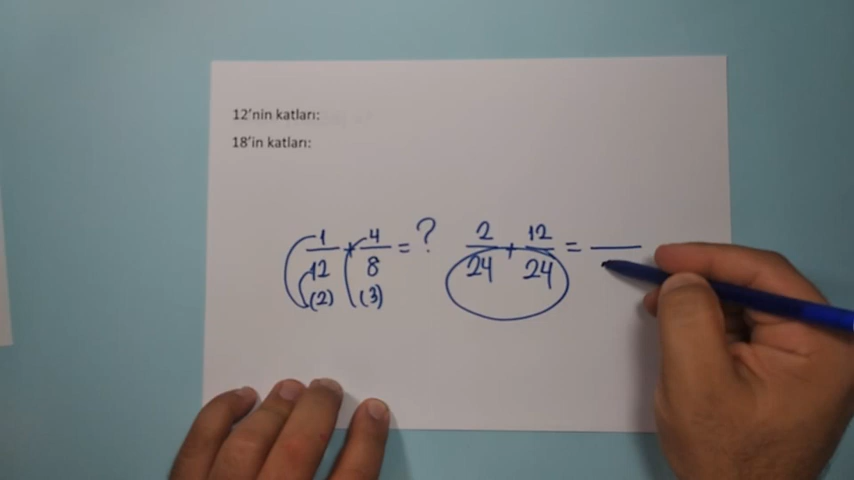 12'nin katları:
18'in katları:
1/12 + 4/8 = ? 2/24 + 12/24 =
(2) (3)